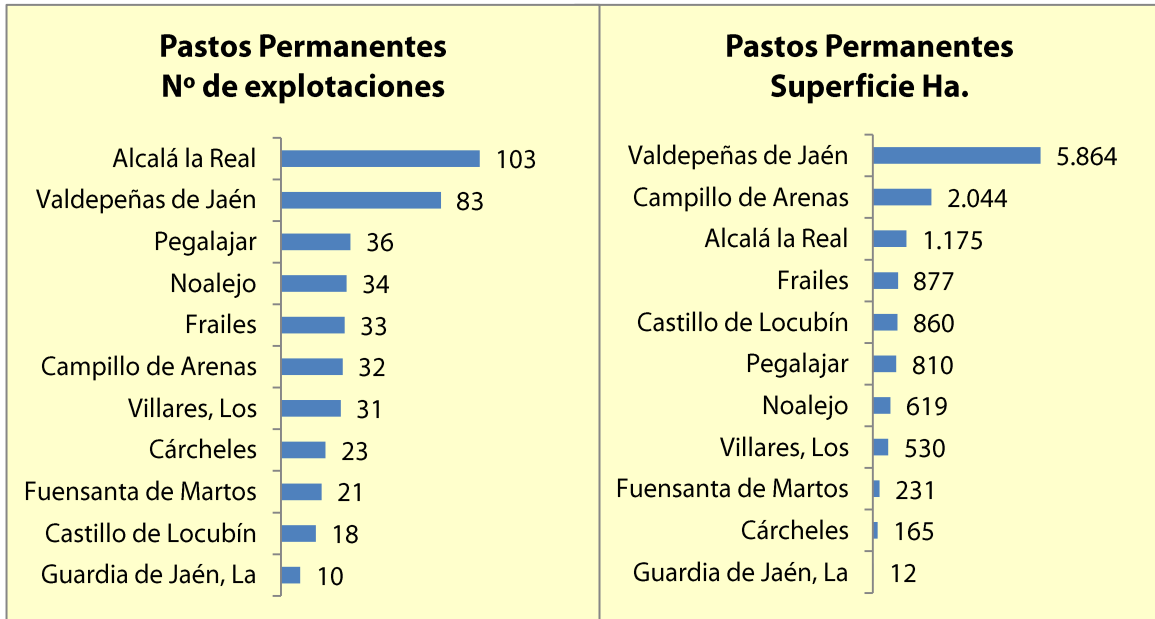 Pastos Permanentes
Nº de explotaciones
Alcalá la Real 103
Valdepeñas de Jaén 83
Pegalajar 36
Noalejo 34
Frailes 33
Campillo de Arenas 32
Villares, Los 31
Cárcheles 23
Fuensanta de Martos 21
Castillo de Locubín 18
Guardia de Jaén, La 10
Pastos Permanentes
Superficie Ha.
Valdepeñas de Jaén 5.864
Campillo de Arenas 2.044
Alcalá la Real 1.175
Frailes 877
Castillo de Locubín 860
Pegalajar 810
Noalejo 619
Villares, Los 530
Fuensanta de Martos 231
Cárcheles 165
Guardia de Jaén, La 12